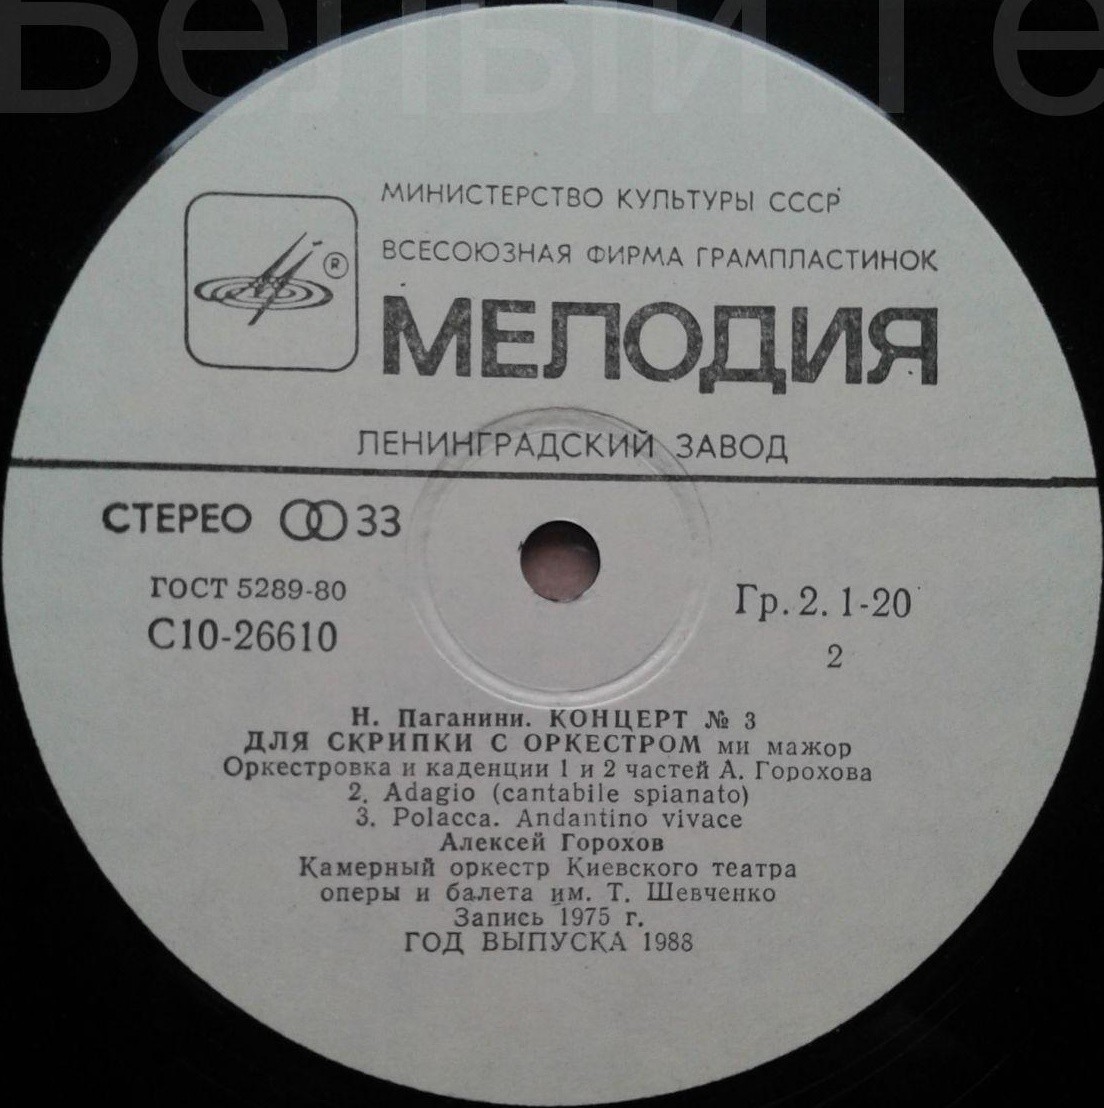 Белый Ге
МИНИСТЕРСТВО КУЛЬТУРЫ СССР
ВСЕСОЮЗНАЯ ФИРМА ГРАМПЛАСТИНОК
®
МЕЛОДИЯ
ЛЕНИНГРАДСКИЙ ЗАВОД
СТЕРЕО 33
ГОСТ 5289-80
С10-26610
Гр. 2. 1-20
2
Н. Паганини. КОНЦЕРТ № 3
ДЛЯ СКРИПКИ С ОРКЕСТРОМ ми мажор
Оркестровка и каденции 1 и 2 частей А. Горохова
2. Adagio (cantabile spianato)
3. Polacca. Andantino vivace
Алексей Горохов
Камерный оркестр Киевского театра
оперы и балета им. Т. Шевченко
Запись 1975 г.
ГОД ВЫПУСКА 1988